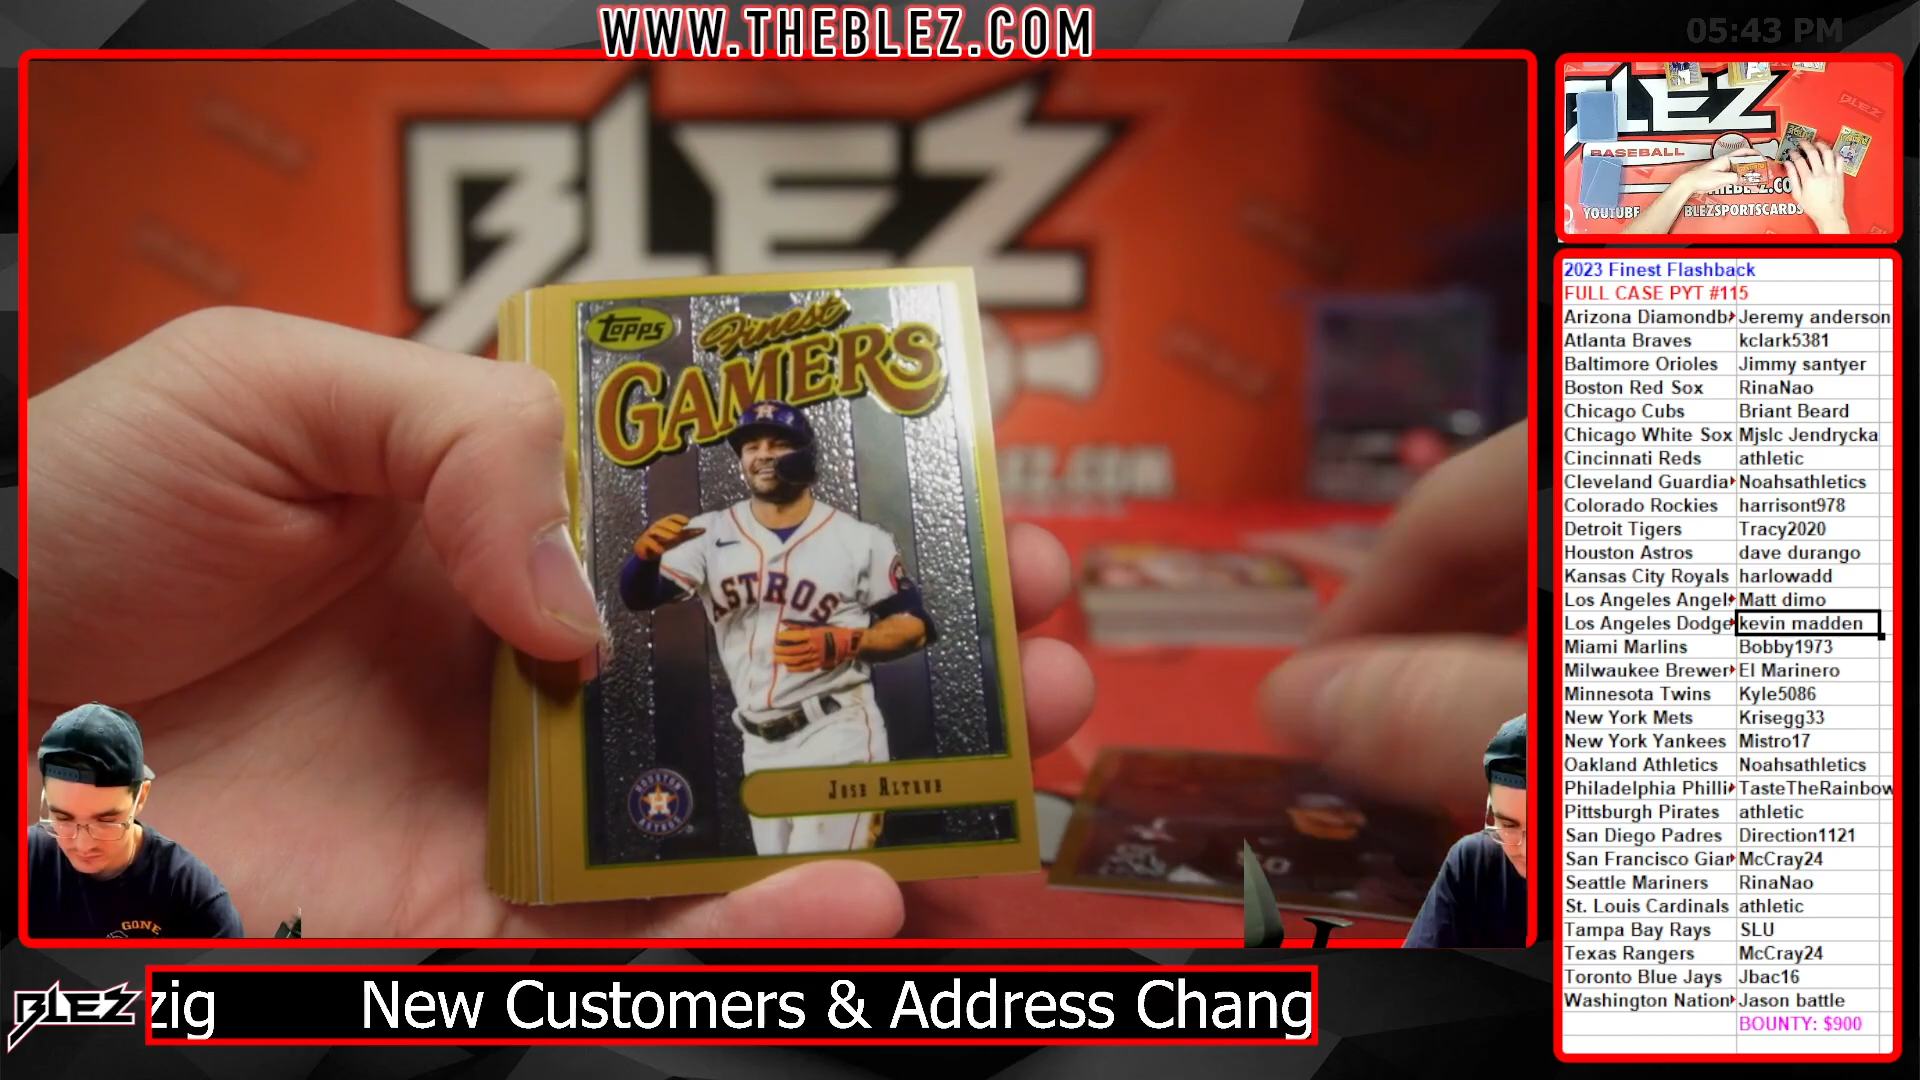 WWW.THEBLEZ.COM
05:43 PM
BLEZ
BLEZ.COM
TOPPS
Finest
GAMERS
ASTROS
JOSE ALTUVE
GONE
BLEZ
BASEBALL
YOUTUBE
BLEZSPORTSCARDS
2023 Finest Flashback
FULL CASE PYT #115
Arizona Diamondb Jeremy anderson
Atlanta Braves kclark5381
Baltimore Orioles Jimmy santyer
Boston Red Sox RinaNao
Chicago Cubs Briant Beard
Chicago White Sox Mjslc Jendrycka
Cincinnati Reds athletic
Cleveland Guardia Noahsathletics
Colorado Rockies harrisont978
Detroit Tigers Tracy2020
Houston Astros dave durango
Kansas City Royals harlowadd
Los Angeles Angel Matt dimo
Los Angeles Dodge kevin madden
Miami Marlins Bobby1973
Milwaukee Brewer El Marinero
Minnesota Twins Kyle5086
New York Mets Krisegg33
New York Yankees Mistro17
Oakland Athletics Noahsathletics
Philadelphia Philli TasteTheRainbow
Pittsburgh Pirates athletic
San Diego Padres Direction1121
San Francisco Giar McCray24
Seattle Mariners RinaNao
St. Louis Cardinals athletic
Tampa Bay Rays SLU
Texas Rangers McCray24
Toronto Blue Jays Jbac16
Washington Nation Jason battle
BOUNTY: $900
BLEZ
zig New Customers & Address Chang